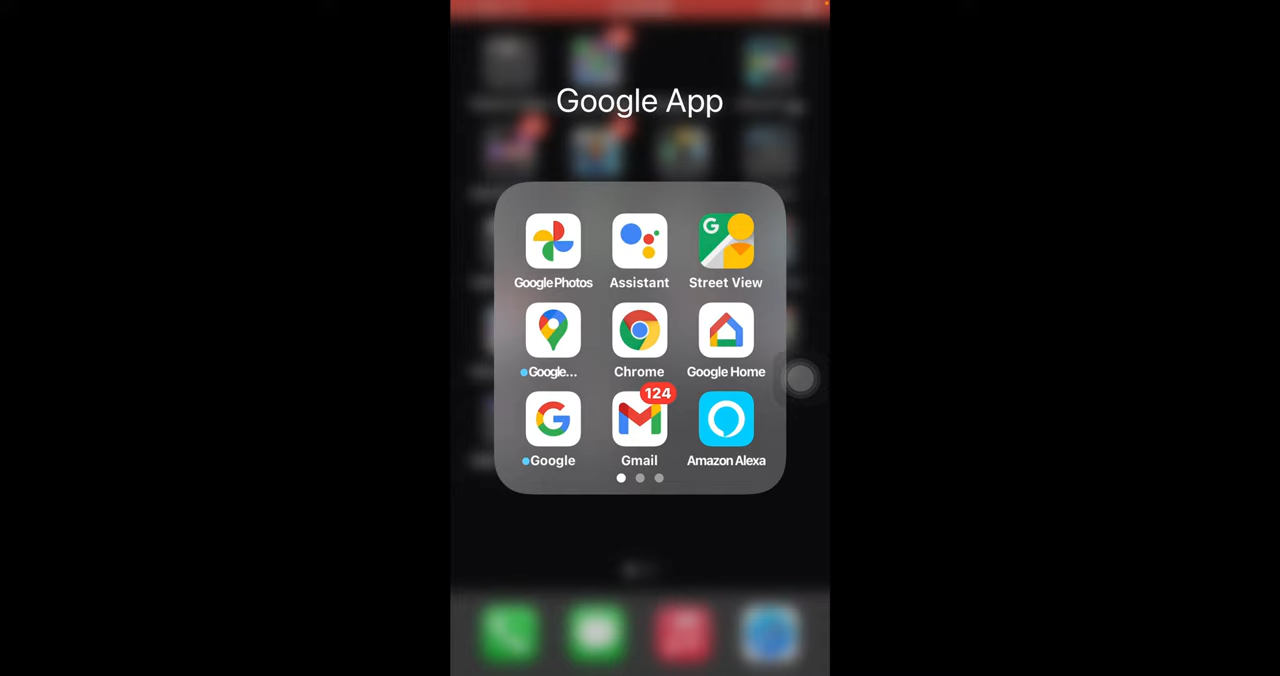 Google App
G
Google Photos Assistant Street View
Google... Chrome Google Home
G 124
Google Gmail Amazon Alexa